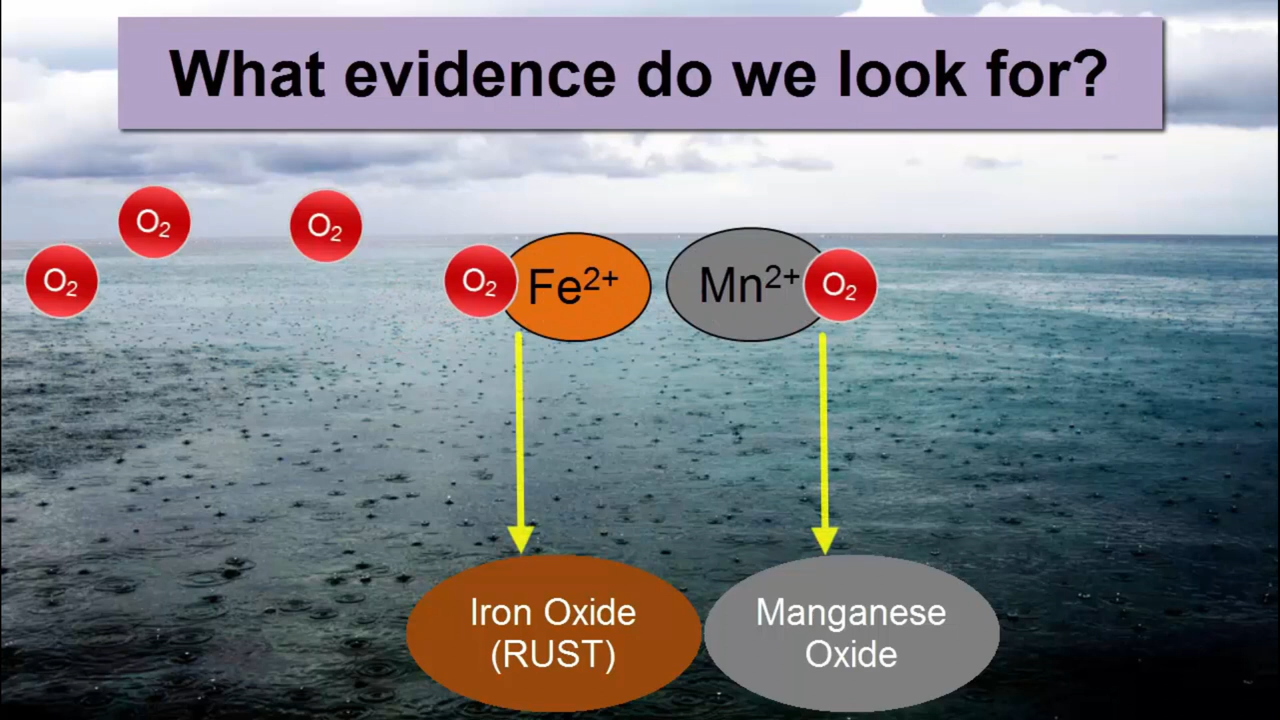 What evidence do we look for?
O₂
O₂
O₂
O₂ Fe²⁺
Mn²⁺ O₂
Iron Oxide
(RUST)
Manganese
Oxide